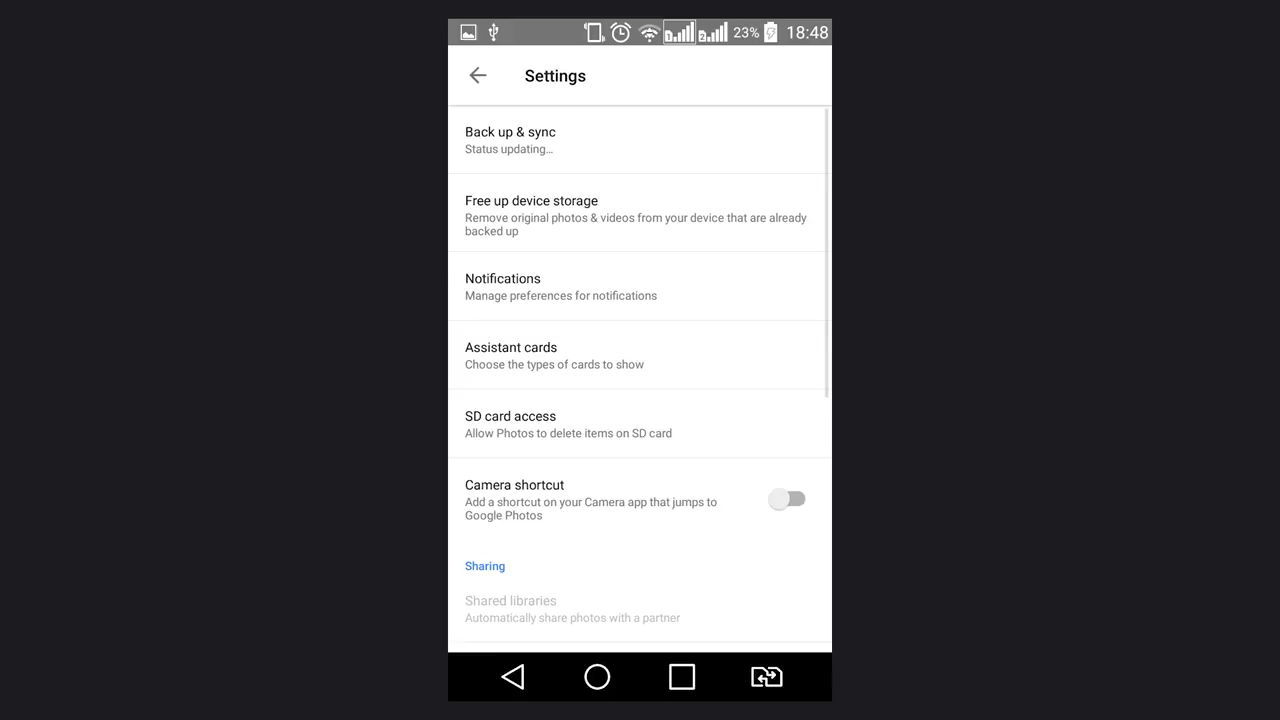 23% 18:48
Settings
Back up & sync
Status updating...
Free up device storage
Remove original photos & videos from your device that are already
backed up
Notifications
Manage preferences for notifications
Assistant cards
Choose the types of cards to show
SD card access
Allow Photos to delete items on SD card
Camera shortcut
Add a shortcut on your Camera app that jumps to
Google Photos
Sharing
Shared libraries
Automatically share photos with a partner